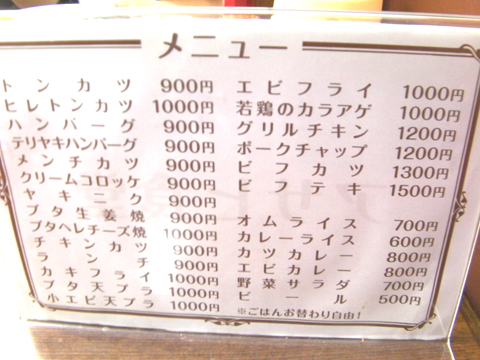 メニュー
トンカツ 900円
ヒレトンカツ 1000円
ハンバーグ 900円
テリヤキハンバーグ 900円
メンチカツ 900円
クリームコロッケ 900円
ヤキニク 900円
ブタ生姜焼 900円
ブタヘレチーズ焼 1000円
チキンカツ 900円
ランチ 900円
カキフライ 1000円
ブタ天プラ 1000円
小エビ天プラ 1000円
エビフライ 1000円
若鶏のカラアゲ 1000円
グリルチキン 1200円
ポークチャップ 1200円
ビフカツ 1300円
ビフテキ 1500円
オムライス 700円
カレーライス 600円
カツカレー 800円
エビカレー 800円
野菜サラダ 700円
ビール 500円
※ごはんお替わり自由!